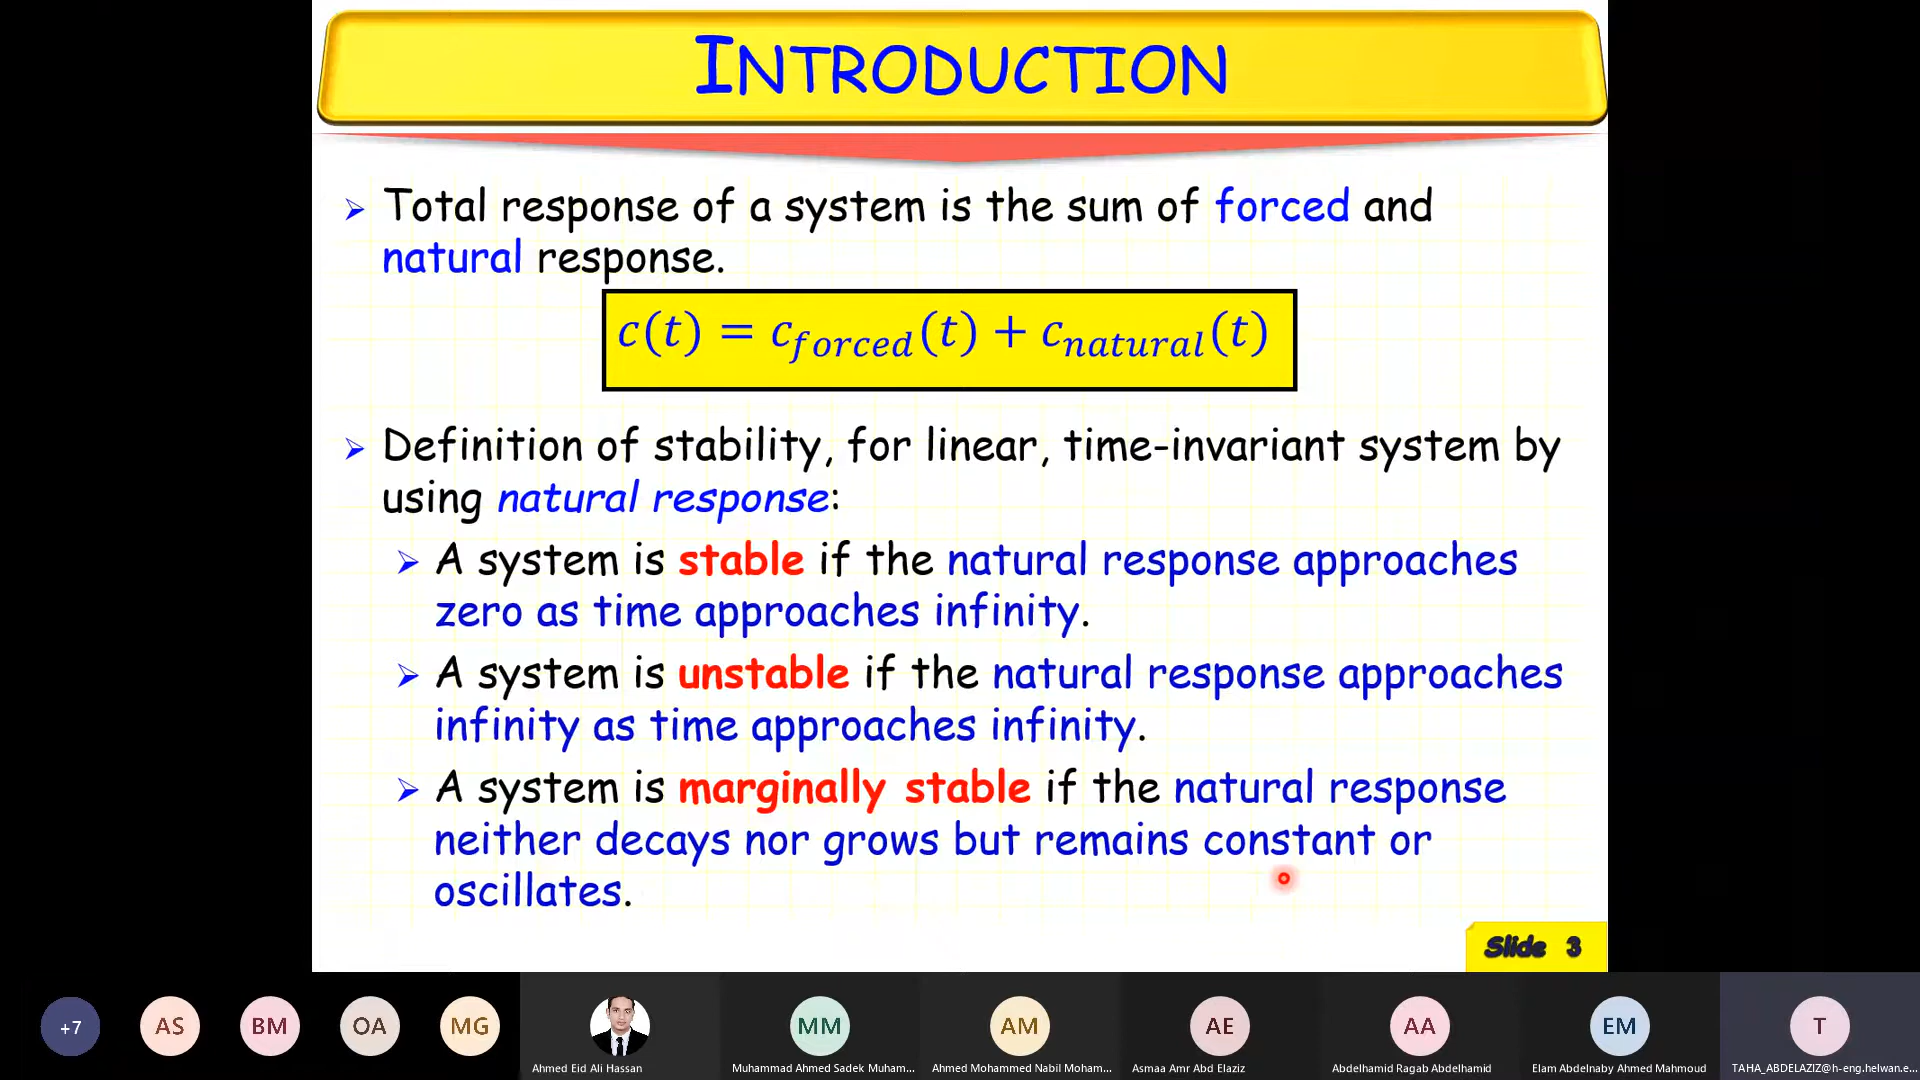 INTRODUCTION
➢ Total response of a system is the sum of forced and
natural response.
c(t) = c_forced(t) + c_natural(t)
➢ Definition of stability, for linear, time-invariant system by
using natural response:
➢ A system is stable if the natural response approaches
zero as time approaches infinity.
➢ A system is unstable if the natural response approaches
infinity as time approaches infinity.
➢ A system is marginally stable if the natural response
neither decays nor grows but remains constant or
oscillates.
Slide 3
+7
AS
BM
OA
MG
MM
AM
AE
AA
EM
T
Ahmed Eid Ali Hassan
Muhammad Ahmed Sadek Muham...
Ahmed Mohammed Nabil Moham...
Asmaa Amr Abd Elaziz
Abdelhamid Ragab Abdelhamid
Elam Abdelnaby Ahmed Mahmoud
TAHA_ABDELAZIZ@h-eng.helwan.e...